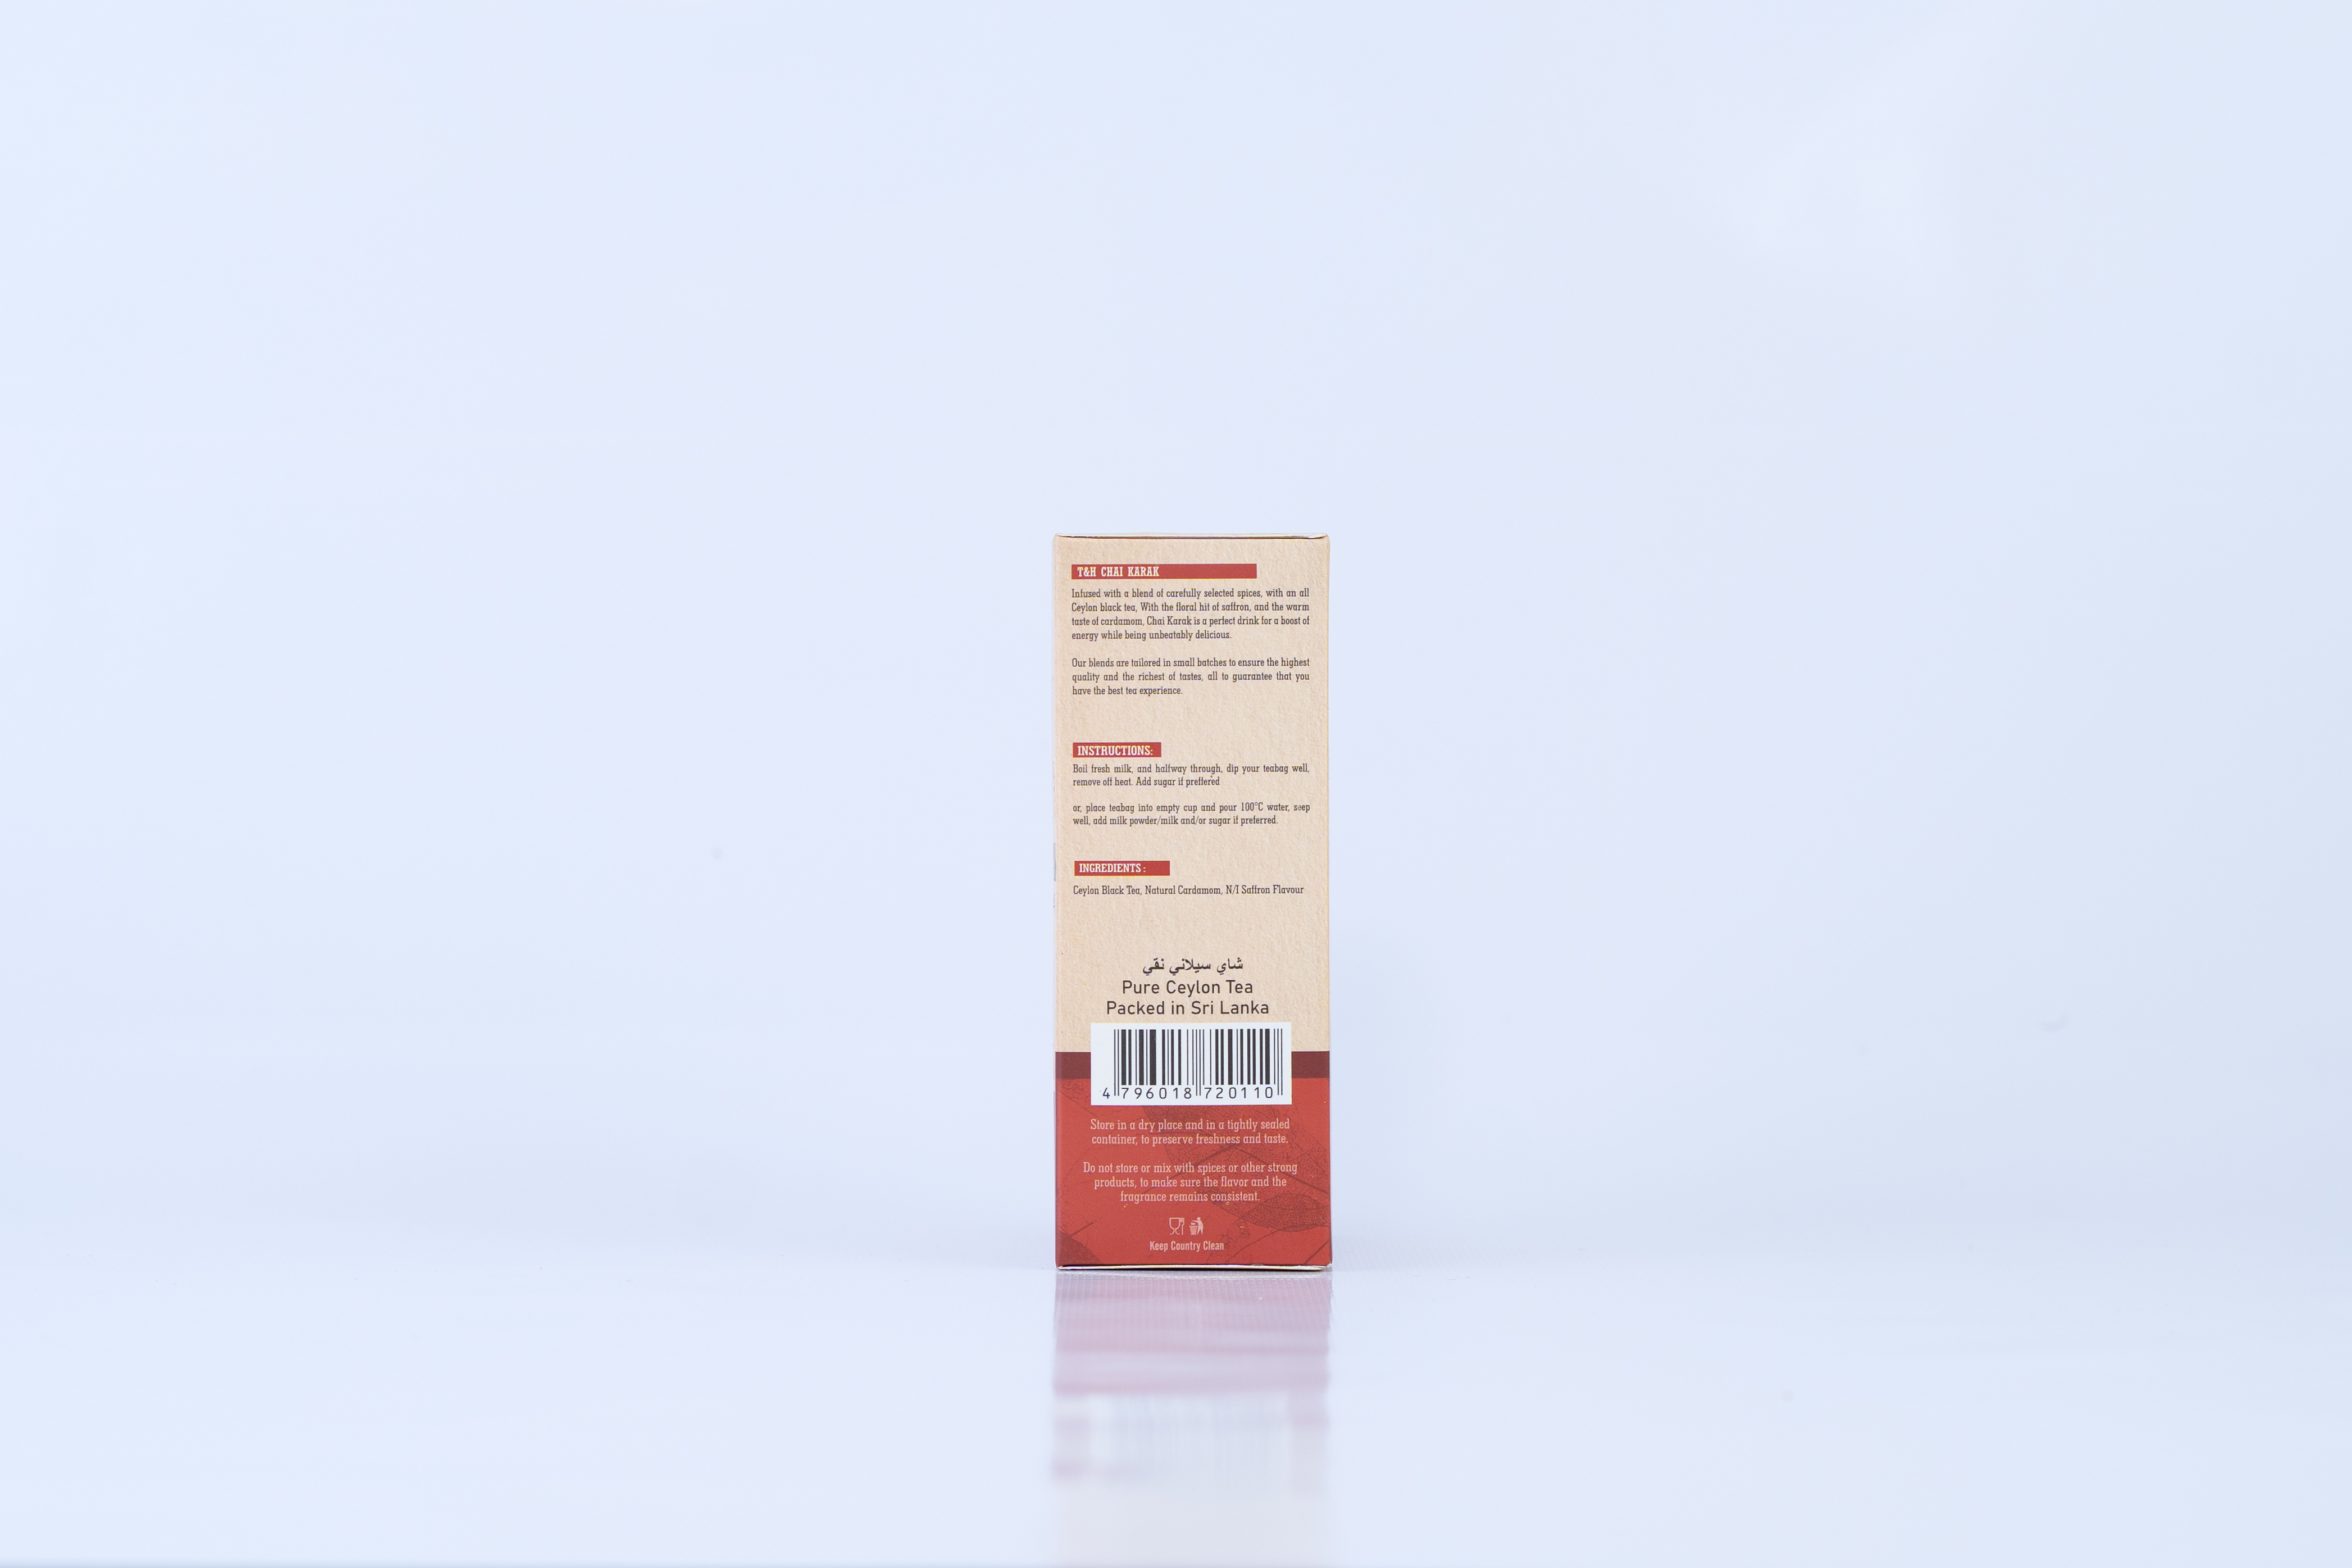 T&H CHAI KARAK
Infused with a blend of carefully selected spices, with an all
Ceylon black tea, With the floral hit of saffron, and the warm
taste of cardamom, Chai Karak is a perfect drink for a boost of
energy while being unbeatably delicious.
Our blends are tailored in small batches to ensure the highest
quality and the richest of tastes, all to guarantee that you
have the best tea experience.
INSTRUCTIONS:
Boil fresh milk, and halfway through, dip your teabag well,
remove off heat. Add sugar if preffered
or, place teabag into empty cup and pour 100°C water, seep
well, add milk powder/milk and/or sugar if preferred.
INGREDIENTS :
Ceylon Black Tea, Natural Cardamom, N/I Saffron Flavour
شاي سيلاني نقي
Pure Ceylon Tea
Packed in Sri Lanka
4 796018 720110
Store in a dry place and in a tightly sealed
container, to preserve freshness and taste.
Do not store or mix with spices or other strong
products, to make sure the flavor and the
fragrance remains consistent.
Keep Country Clean